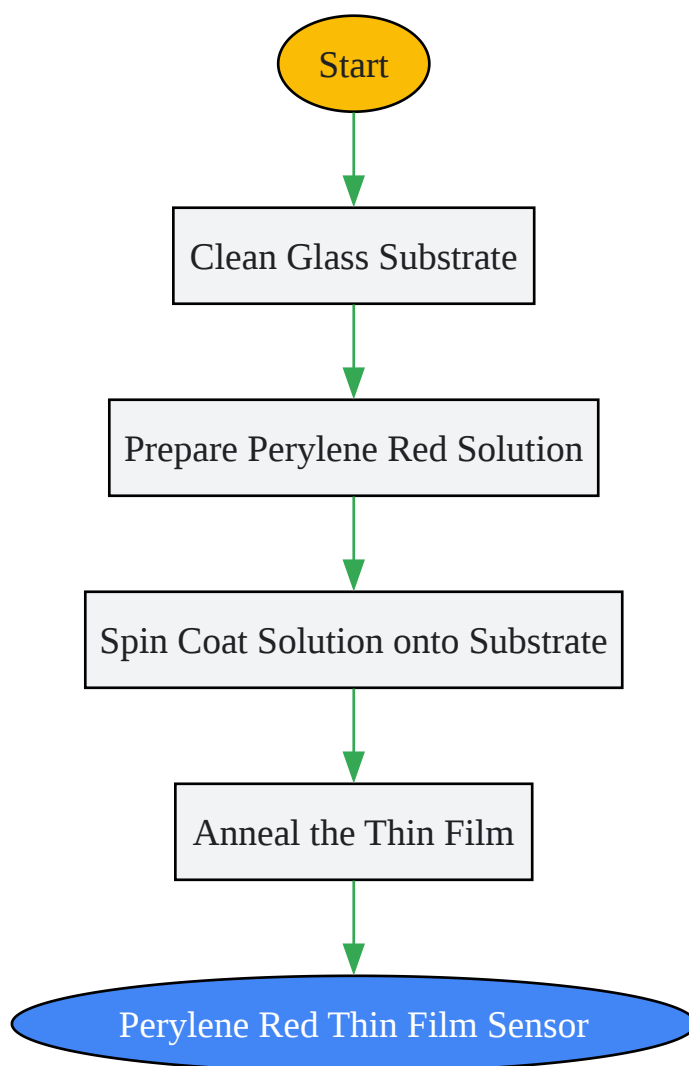 Start
Clean Glass Substrate
Prepare Perylene Red Solution
Spin Coat Solution onto Substrate
Anneal the Thin Film
Perylene Red Thin Film Sensor